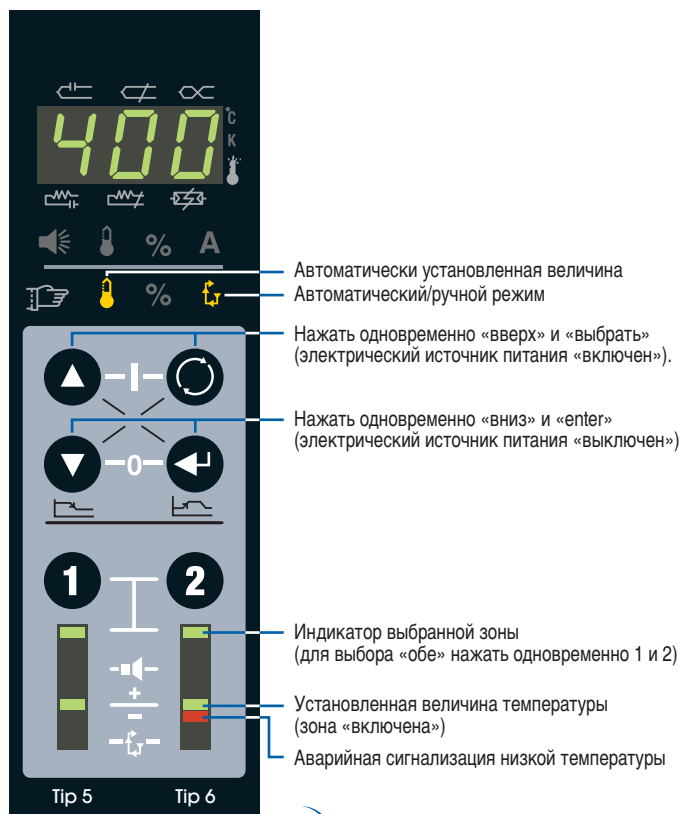 400
°C
K
% A
Автоматически установленная величина
% Автоматический/ручной режим
Нажать одновременно «вверх» и «выбрать»
(электрический источник питания «включен»).
Нажать одновременно «вниз» и «enter»
(электрический источник питания «выключен»)
0
1 2
Индикатор выбранной зоны
(для выбора «обе» нажать одновременно 1 и 2)
+
−
Установленная величина температуры
(зона «включена»)
Аварийная сигнализация низкой температуры
Tip 5 Tip 6